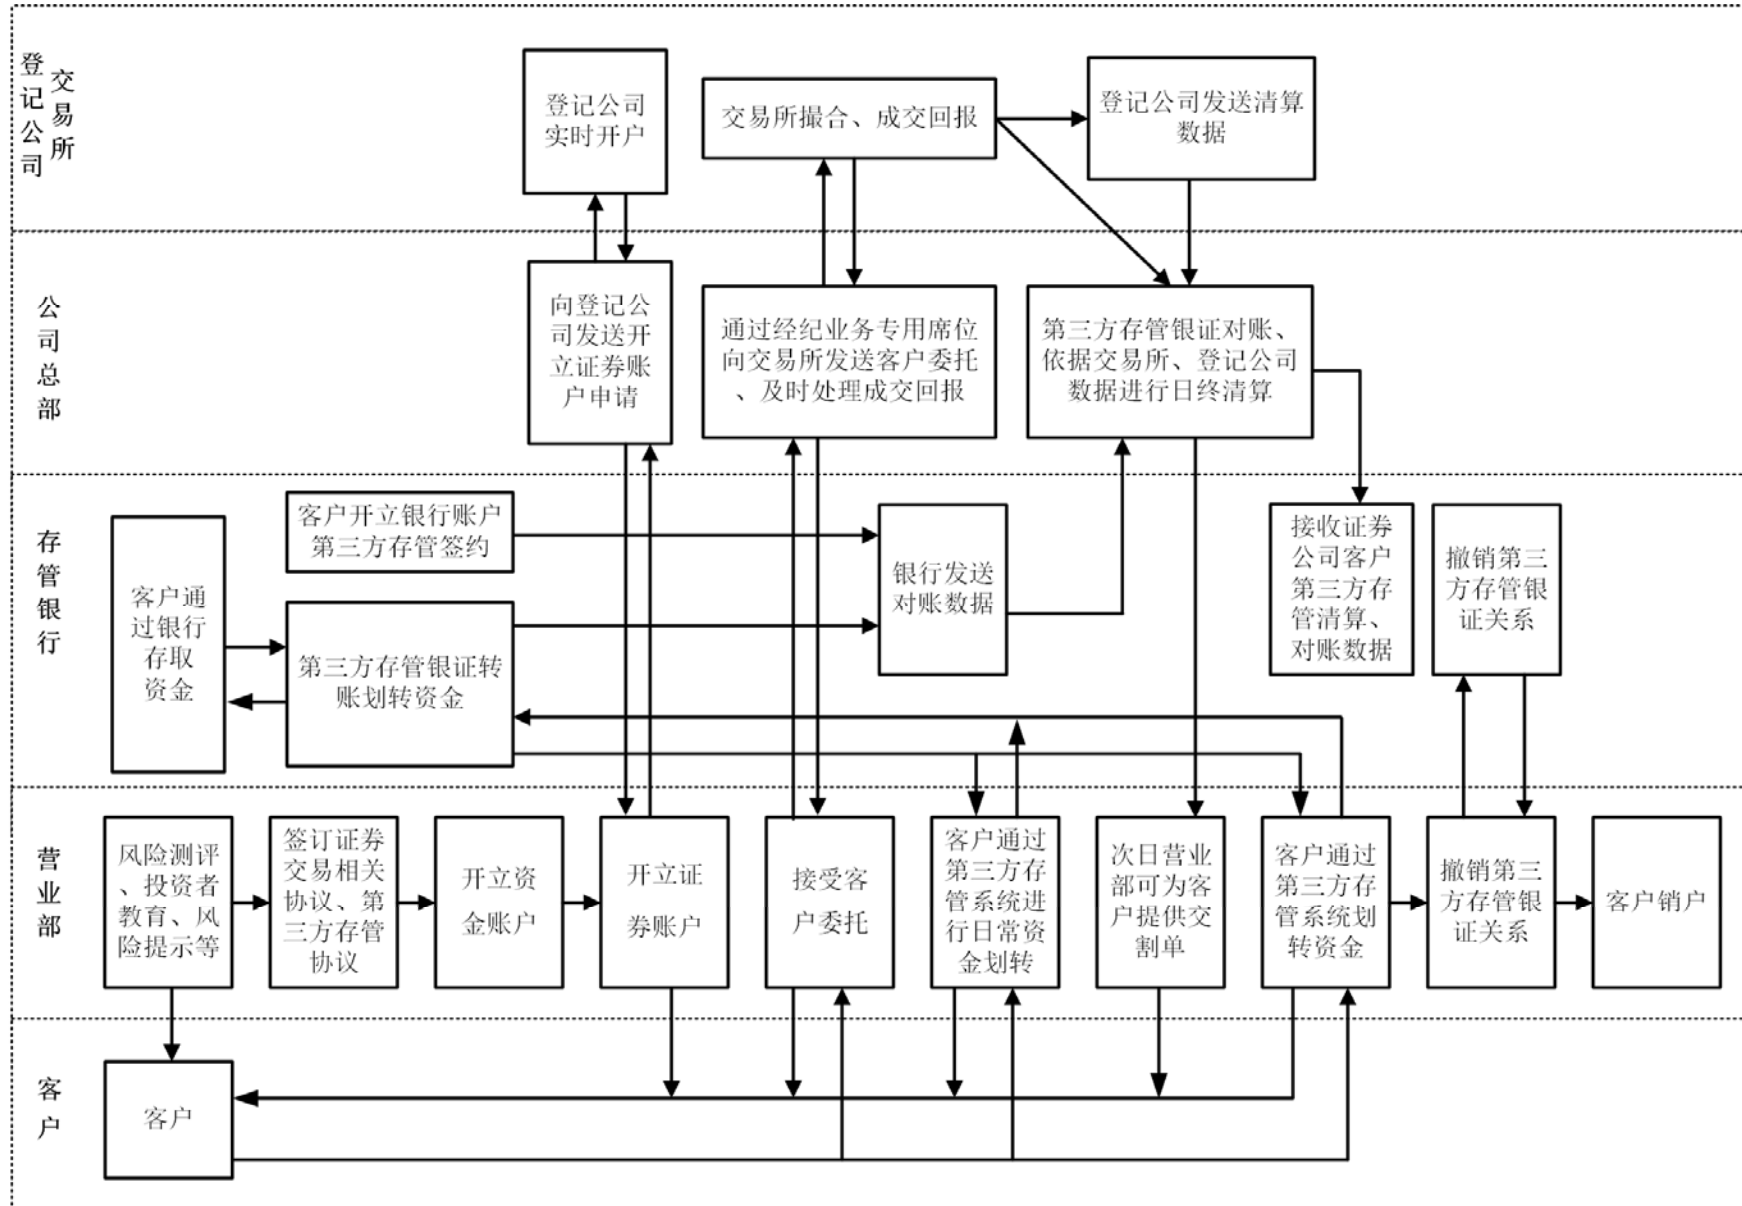 登记公司
交易所
登记公司
实时开户
交易所撮合、成交回报
登记公司发送清算
数据
公司总部
向登记公
司发送开
立证券账
户申请
通过经纪业务专用席位
向交易所发送客户委托
、及时处理成交回报
第三方存管银证对账、
依据交易所、登记公司
数据进行日终清算
存管银行
客户通
过银行
存取
资金
客户开立银行账户
第三方存管签约
第三方存管银证转
账划转资金
银行发送
对账数据
接收证券
公司客户
第三方存
管清算、
对账数据
撤销第三
方存管银
证关系
营业部
风险测评
、投资者
教育、风
险提示等
签订证券
交易相关
协议、第
三方存管
协议
开立资
金账户
开立证
券账户
接受客
户委托
客户通过
第三方存
管系统进
行日常资
金划转
次日营业
部可为客
户提供交
割单
客户通过
第三方存
管系统划
转资金
撤销第三
方存管银
证关系
客户销户
客户
客户